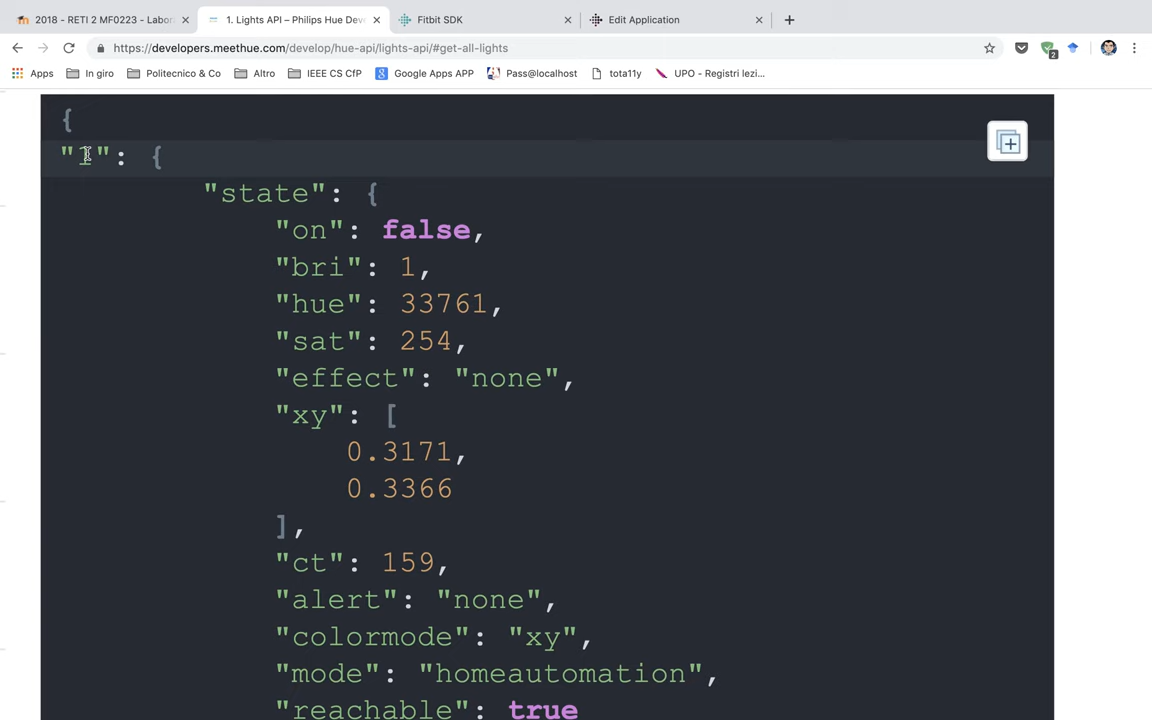 2018 - RETI 2 MF0223 - Labor
1. Lights API – Philips Hue Dev
Fitbit SDK
Edit Application
https://developers.meethue.com/develop/hue-api/lights-api/#get-all-lights
2
Apps
In giro
Politecnico & Co
Altro
IEEE CS CfP
Google Apps APP
Pass@localhost
tota11y
UPO - Registri lezi...
{
"1": {
"state": {
"on": false,
"bri": 1,
"hue": 33761,
"sat": 254,
"effect": "none",
"xy": [
0.3171,
0.3366
],
"ct": 159,
"alert": "none",
"colormode": "xy",
"mode": "homeautomation",
"reachable": true